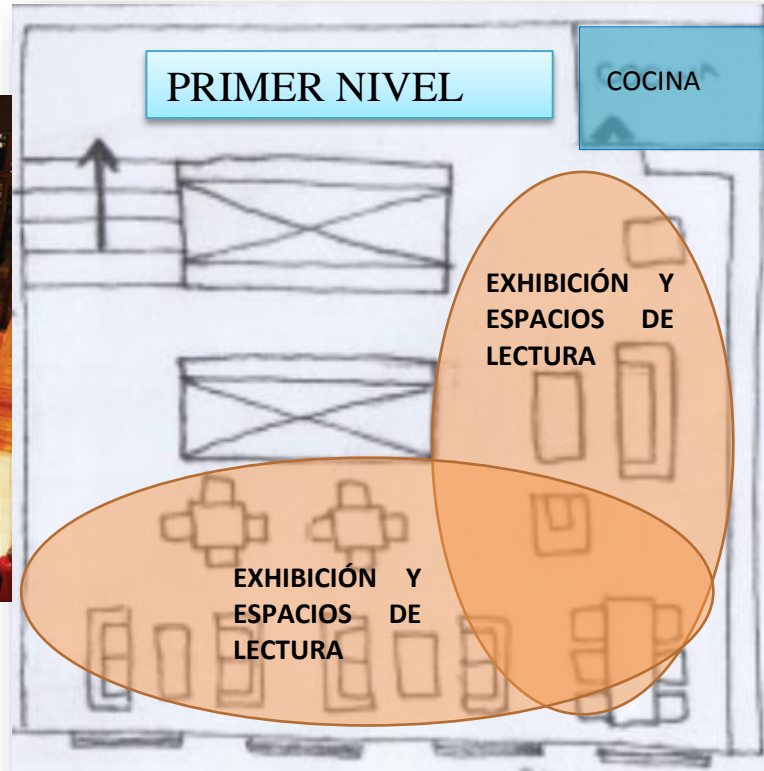 PRIMER NIVEL
COCINA
EXHIBICIÓN Y
ESPACIOS DE
LECTURA
EXHIBICIÓN Y
ESPACIOS DE
LECTURA